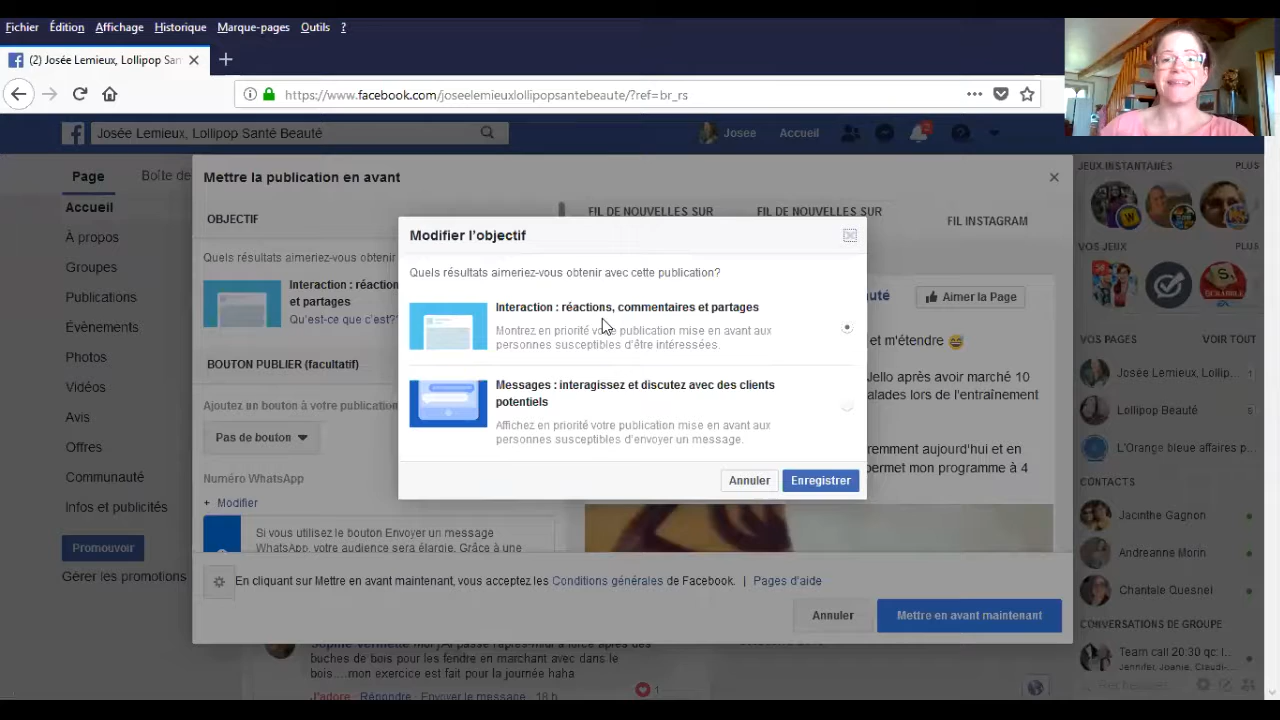 Fichier Édition Affichage Historique Marque-pages Outils ?
(2) Josée Lemieux, Lollipop San
https://www.facebook.com/joseelemieuxlollipopsantebeaute/?ref=br_rs
Josée Lemieux, Lollipop Santé Beauté
Josee Accueil
Page
Boîte de
Accueil
À propos
Groupes
Publications
Évènements
Photos
Vidéos
Avis
Offres
Communauté
Infos et publicités
Promouvoir
Gérer les promotions
Mettre la publication en avant
OBJECTIF
Quels résultats aimeriez-vous obtenir
Interaction : réaction
et partages
Qu'est-ce que c'est?
BOUTON PUBLIER (facultatif)
Ajoutez un bouton à votre publication
Pas de bouton
Numéro WhatsApp
+ Modifier
Si vous utilisez le bouton Envoyer un message
WhatsApp, votre audience sera élargie. Grâce à une
FIL DE NOUVELLES SUR
FIL DE NOUVELLES SUR
FIL INSTAGRAM
Modifier l'objectif
Quels résultats aimeriez-vous obtenir avec cette publication?
Interaction : réactions, commentaires et partages
Montrez en priorité votre publication mise en avant aux
personnes susceptibles d'être intéressées.
Messages : interagissez et discutez avec des clients
potentiels
Affichez en priorité votre publication mise en avant aux
personnes susceptibles d'envoyer un message.
Annuler
Enregistrer
auté
Aimer la Page
et m'étendre
Jello après avoir marché 10
alades lors de l'entraînement
remment aujourd'hui et en
permet mon programme à 4
En cliquant sur Mettre en avant maintenant, vous acceptez les Conditions générales de Facebook. | Pages d'aide
Annuler
Mettre en avant maintenant
buches de bois pour les fendre en marchant avec dans le
bois....mon exercice est fait pour la journée haha
J'adore · Répondre · Envoyer le message · 18 h
1
JEUX INSTANTANÉS PLUS
VOS JEUX PLUS
VOS PAGES VOIR TOUT
Josée Lemieux, Lollip... 1
Lollipop Beauté 5
L'Orange bleue affaires p...
CONTACTS
Jacinthe Gagnon
Andreanne Morin
Chantale Quesnel
CONVERSATIONS DE GROUPE
Team call 20:30 qc: l...
Jennifer, Joanie, Claudi-...